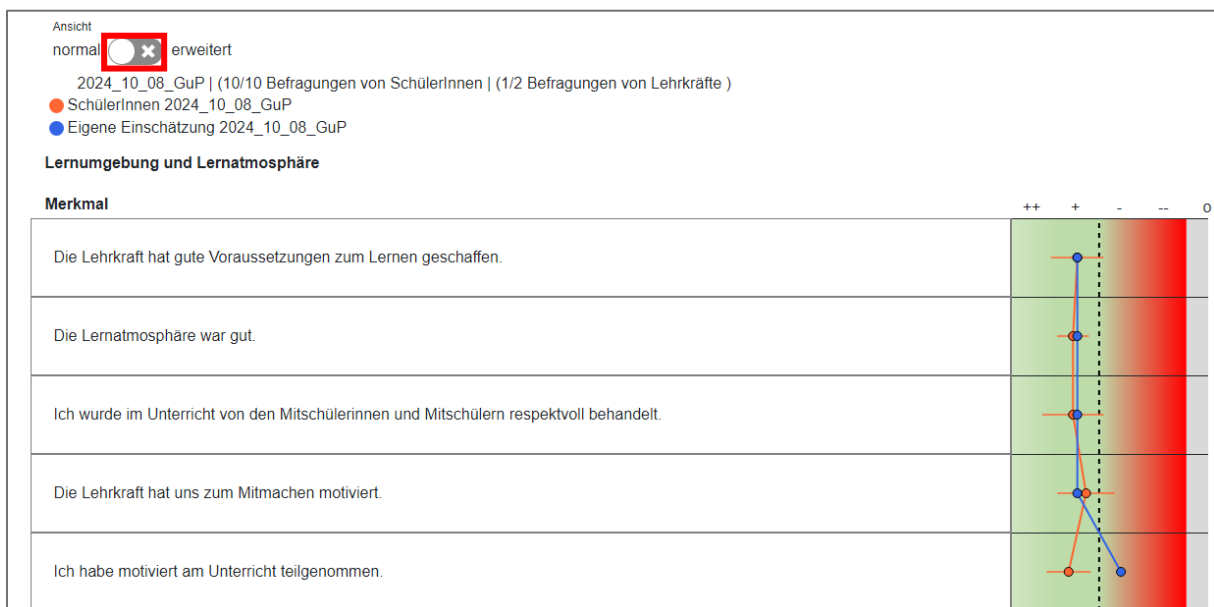 Ansicht
normal erweitert
2024_10_08_GuP | (10/10 Befragungen von SchülerInnen | (1/2 Befragungen von Lehrkräfte )
SchülerInnen 2024_10_08_GuP
Eigene Einschätzung 2024_10_08_GuP
Lernumgebung und Lernatmosphäre
Merkmal ++ + - -- 0
Die Lehrkraft hat gute Voraussetzungen zum Lernen geschaffen.
Die Lernatmosphäre war gut.
Ich wurde im Unterricht von den Mitschülerinnen und Mitschülern respektvoll behandelt.
Die Lehrkraft hat uns zum Mitmachen motiviert.
Ich habe motiviert am Unterricht teilgenommen.